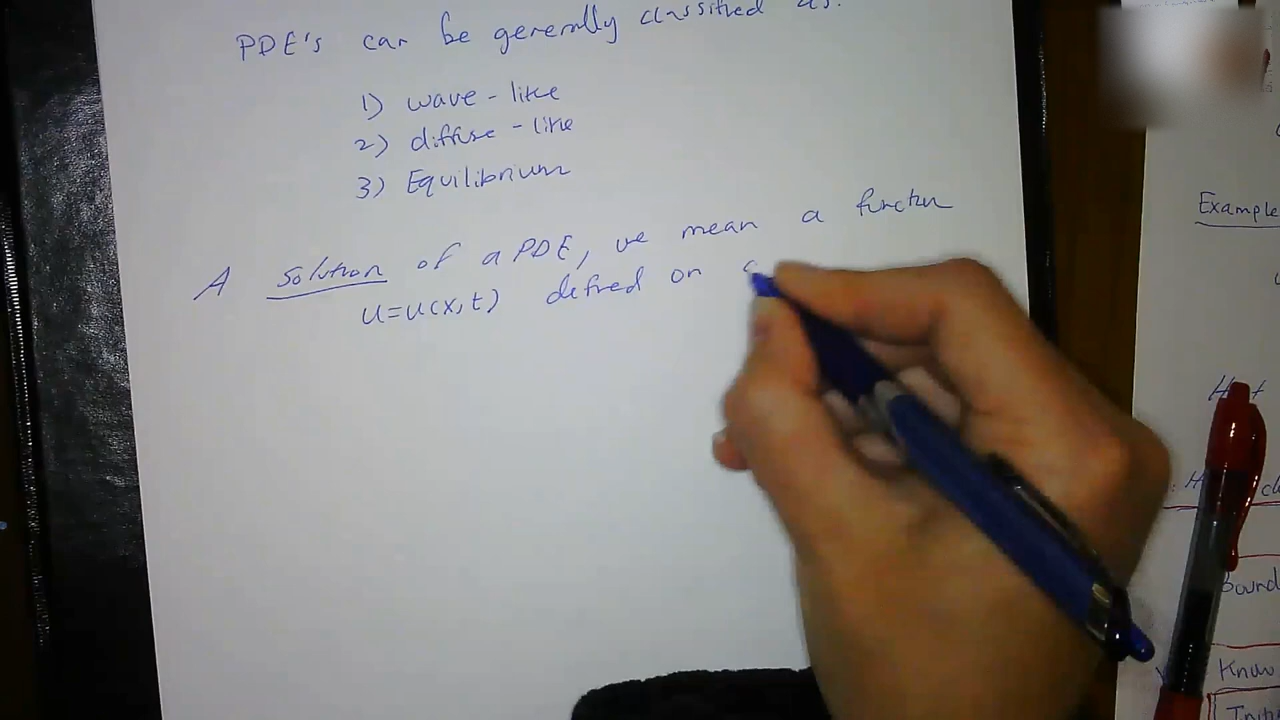 PDE's can be generally classified as:
1) wave-like
2) diffuse-like
3) Equilibrium
A solution of a PDE, we mean a function
u=u(x,t) defined on
Example
Bound
Know